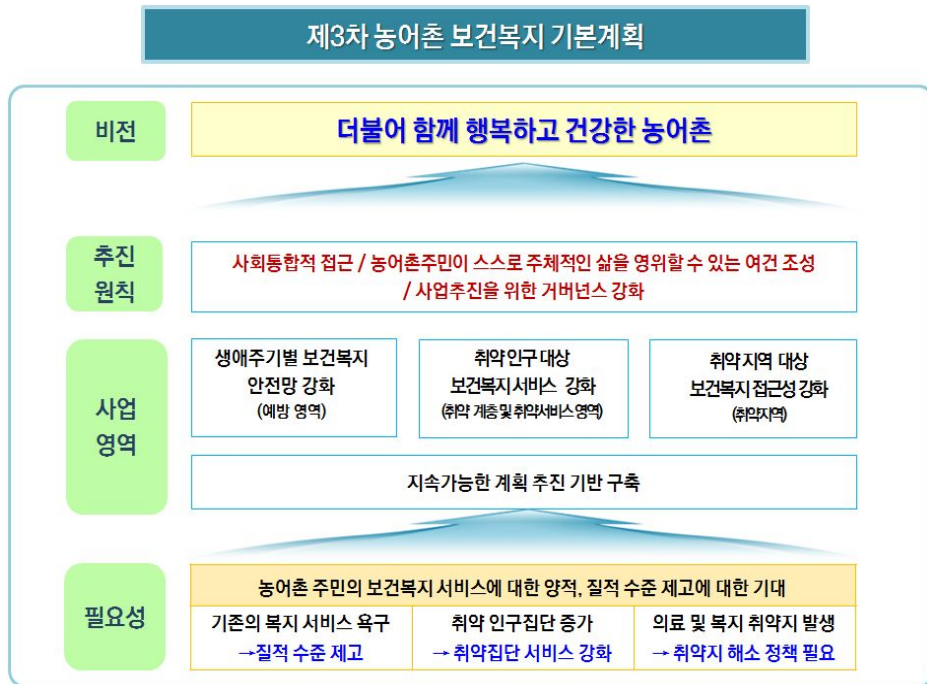 제3차 농어촌 보건복지 기본계획
비전
더불어 함께 행복하고 건강한 농어촌
추진
원칙
사회통합적 접근 / 농어촌주민이 스스로 주체적인 삶을 영위할 수 있는 여건 조성
/ 사업추진을 위한 거버넌스 강화
사업
영역
생애주기별 보건복지
안전망 강화
(예방 영역)
취약 인구 대상
보건복지 서비스 강화
(취약 계층 및 취약서비스 영역)
취약 지역 대상
보건복지 접근성 강화
(취약지역)
지속가능한 계획 추진 기반 구축
필요성
농어촌 주민의 보건복지 서비스에 대한 양적, 질적 수준 제고에 대한 기대
기존의 복지 서비스 욕구
→질적 수준 제고
취약 인구집단 증가
→ 취약집단 서비스 강화
의료 및 복지 취약지 발생
→ 취약지 해소 정책 필요